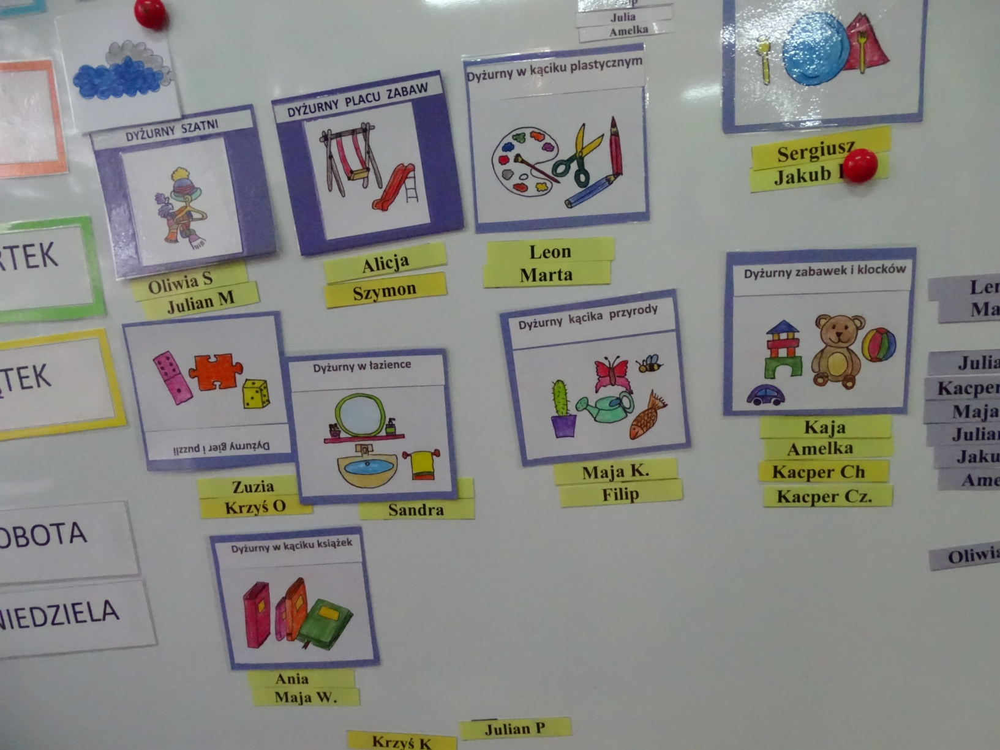 Julia
Amelka
DYŻURNY SZATNI
Oliwia S
Julian M
DYŻURNY PLACU ZABAW
Alicja
Szymon
Dyżurny w kąciku plastycznym
Leon
Marta
Sergiusz
Jakub
RTEK
ĄTEK
OBOTA
NIEDZIELA
Dyżurny gier i puzzli
Zuzia
Krzyś O
Dyżurny w łazience
Sandra
Dyżurny kącika przyrody
Maja K.
Filip
Dyżurny zabawek i klocków
Kaja
Amelka
Kacper Ch
Kacper Cz.
Len
Ma
Julia
Kacper
Maja
Julian
Jaku
Ame
Oliwia
Dyżurny w kąciku książek
Ania
Maja W.
Julian P
Krzyś K